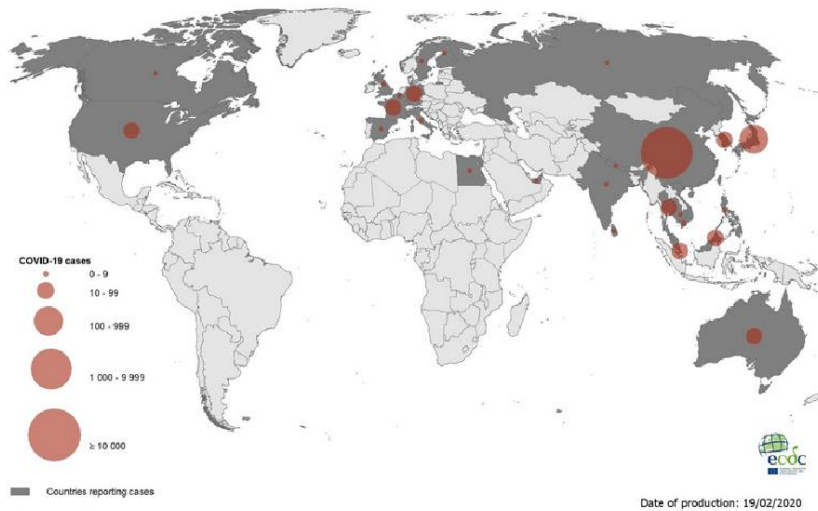 COVID-19 cases
0 - 9
10 - 99
100 - 999
1 000 - 9 999
≥ 10 000
Countries reporting cases
ecdc
Date of production: 19/02/2020